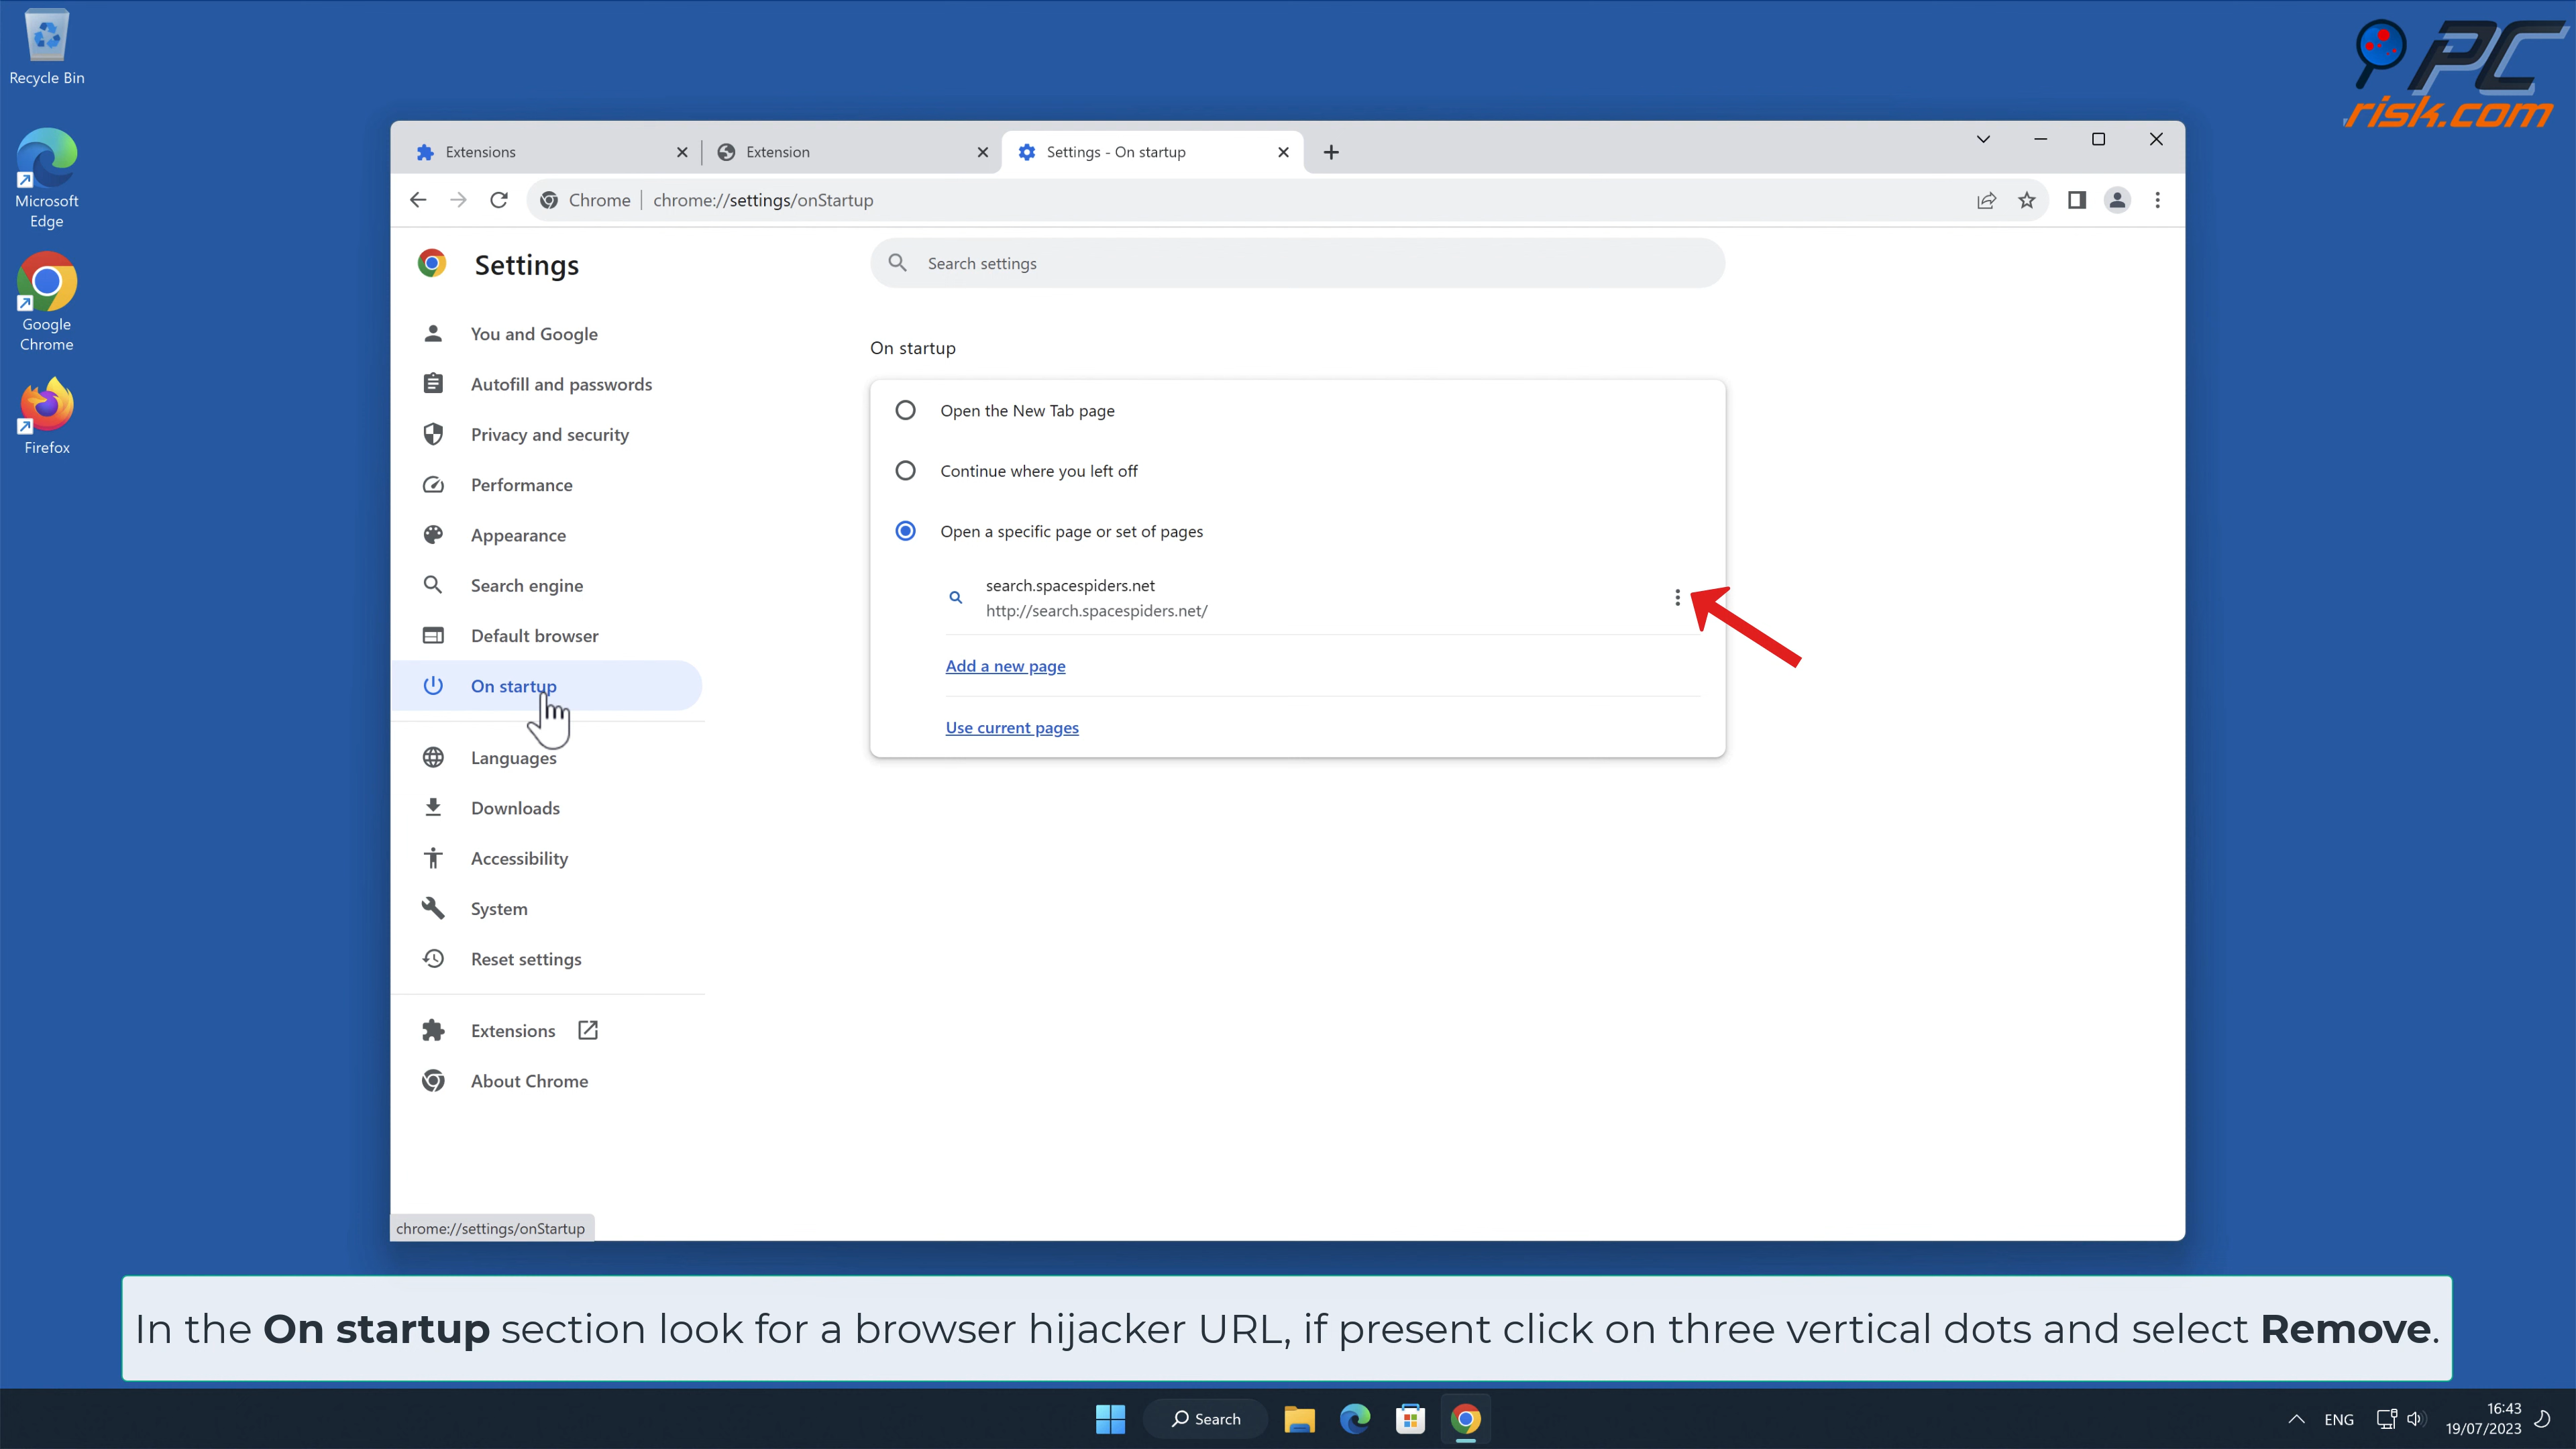 Recycle Bin
Microsoft
Edge
Google
Chrome
Firefox
PC
risk.com
Extensions
Extension
Settings - On startup
Chrome
chrome://settings/onStartup
Settings
Search settings
You and Google
Autofill and passwords
Privacy and security
Performance
Appearance
Search engine
Default browser
On startup
Languages
Downloads
Accessibility
System
Reset settings
Extensions
About Chrome
On startup
Open the New Tab page
Continue where you left off
Open a specific page or set of pages
search.spacespiders.net
http://search.spacespiders.net/
Add a new page
Use current pages
chrome://settings/onStartup
In the On startup section look for a browser hijacker URL, if present click on three vertical dots and select Remove.
Search
ENG
16:43
19/07/2023